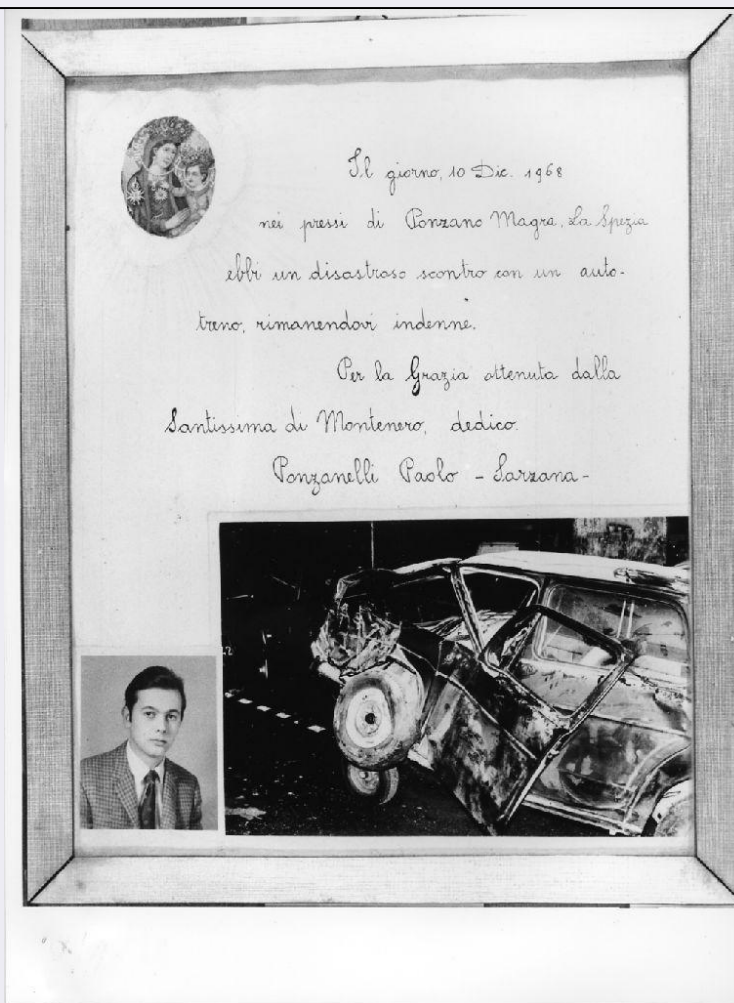 Il giorno, 10 Dic. 1968
nei pressi di Ponzano Magra, La Spezia
ebbi un disastroso scontro con un auto-
treno, rimanendovi indenne.
Per la Grazia ottenuta dalla
Santissima di Montenero, dedico.
Ponzanelli Paolo - Sarzana -